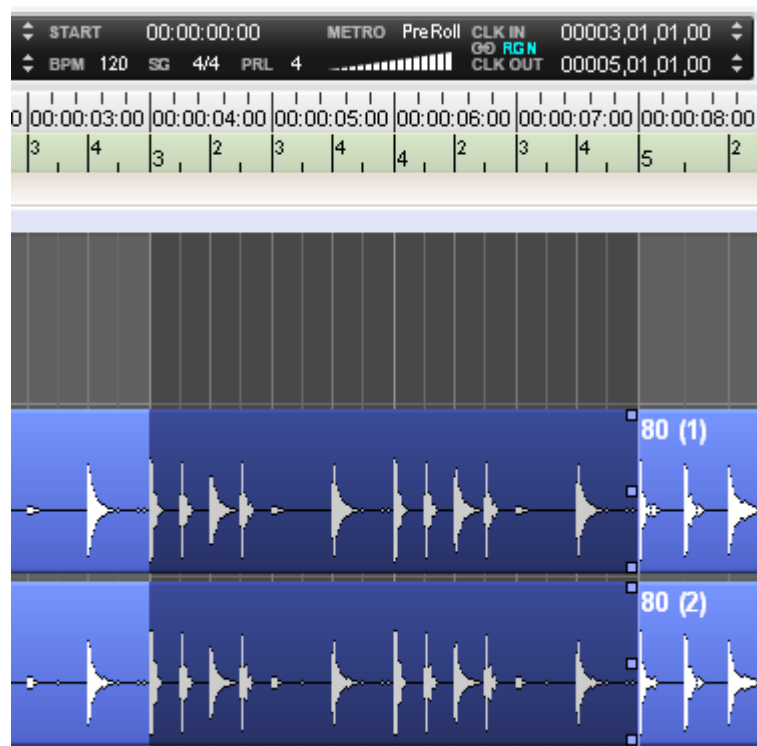 START 00:00:00:00 METRO PreRoll CLK IN 00003,01,01,00
RGN
BPM 120 SG 4/4 PRL 4 CLK OUT 00005,01,01,00
0 00:00:03:00 00:00:04:00 00:00:05:00 00:00:06:00 00:00:07:00 00:00:08:00
3 4 3 2 3 4 4 2 3 4 5 2
80 (1)
80 (2)